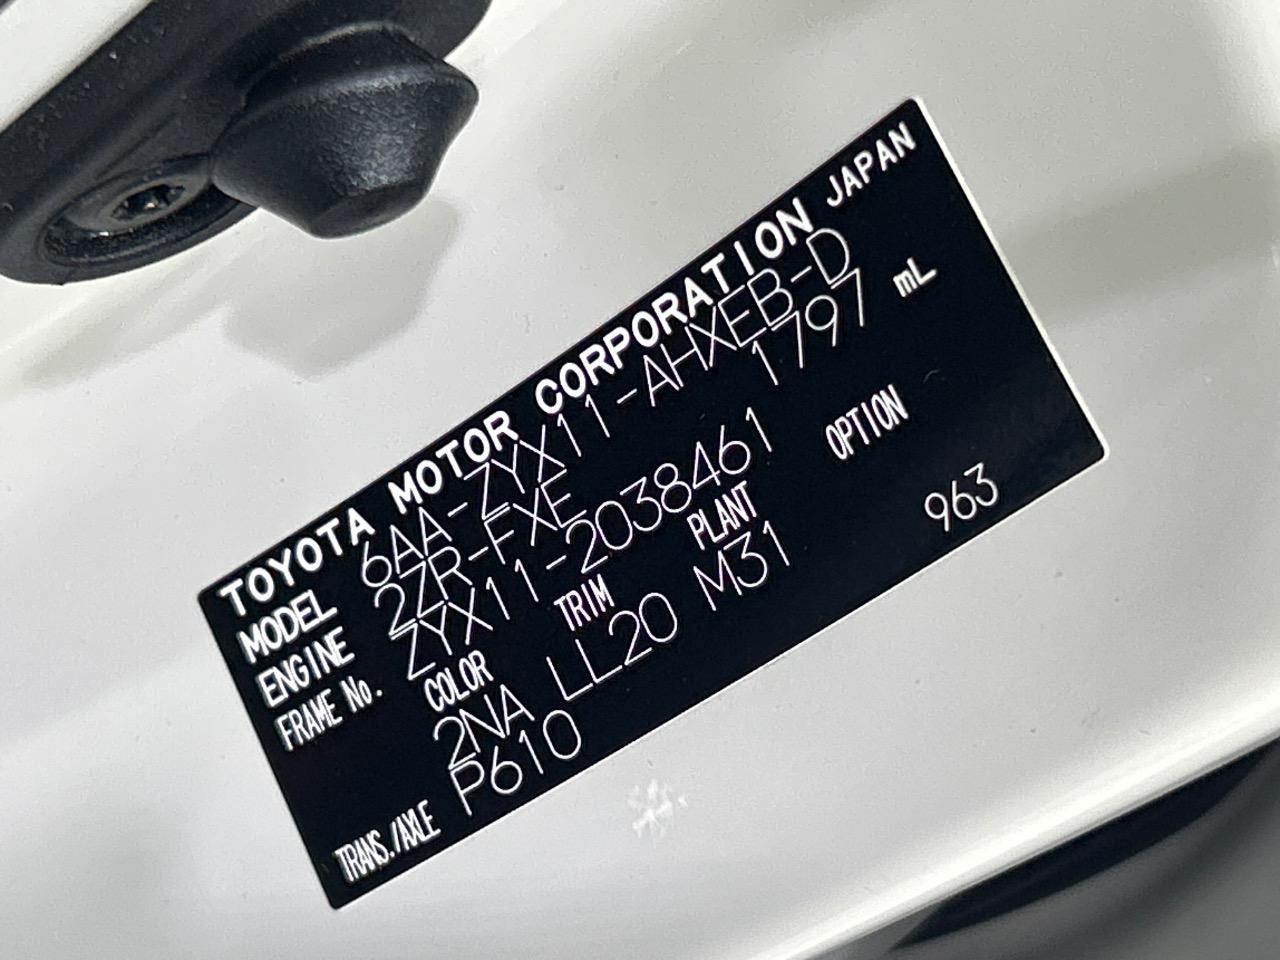 TOYOTA MOTOR CORPORATION JAPAN
MODEL 6AA-ZYX11-AHXEB-D
ENGINE 2ZR-FXE 1797 mL
FRAME No. ZYX11-2038461
COLOR TRIM PLANT OPTION
2NA LL20 M31 963
TRANS./AXLE P610